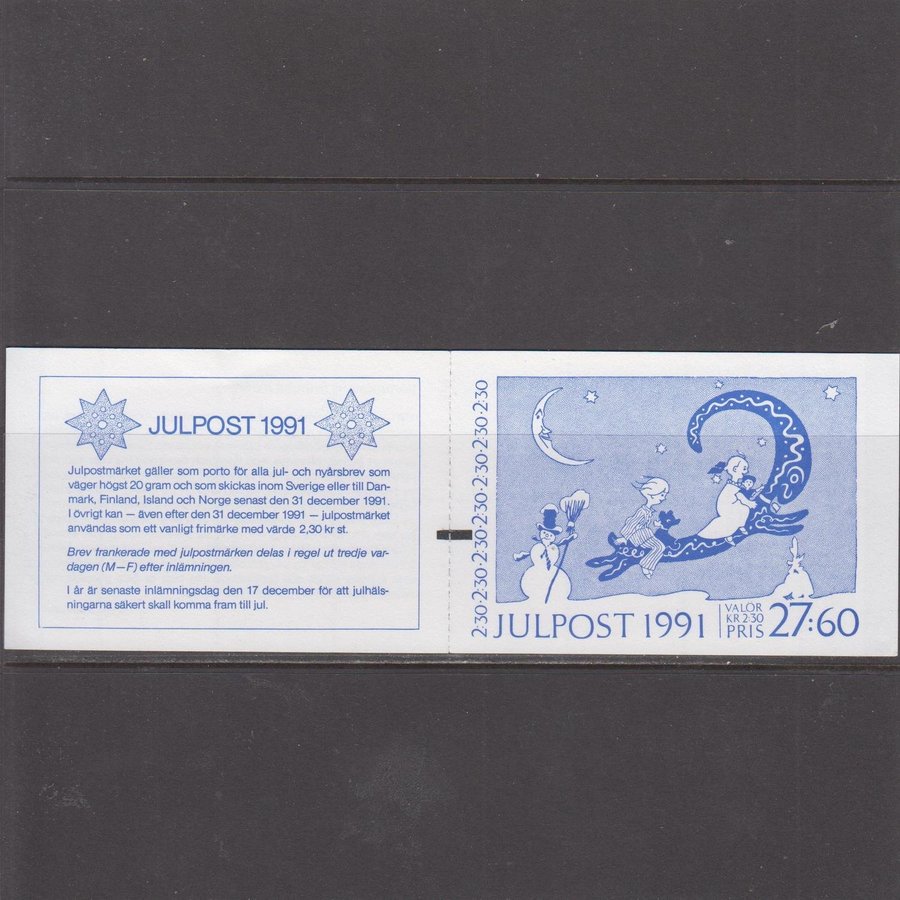 JULPOST 1991
Julpostmärket gäller som porto för alla jul- och nyårsbrev som
väger högst 20 gram och som skickas inom Sverige eller till Dan-
mark, Finland, Island och Norge senast den 31 december 1991.
I övrigt kan — även efter den 31 december 1991 — julpostmärket
användas som ett vanligt frimärke med värde 2,30 kr st.
Brev frankerade med julpostmärken delas i regel ut tredje var-
dagen (M—F) efter inlämningen.
I år är senaste inlämningsdag den 17 december för att julhäls-
ningarna säkert skall komma fram till jul.
2·30·2·30·2·30·2·30·2·30·2·30·2·30
JULPOST 1991
VALÖR
KR 2·30
PRIS 27:60